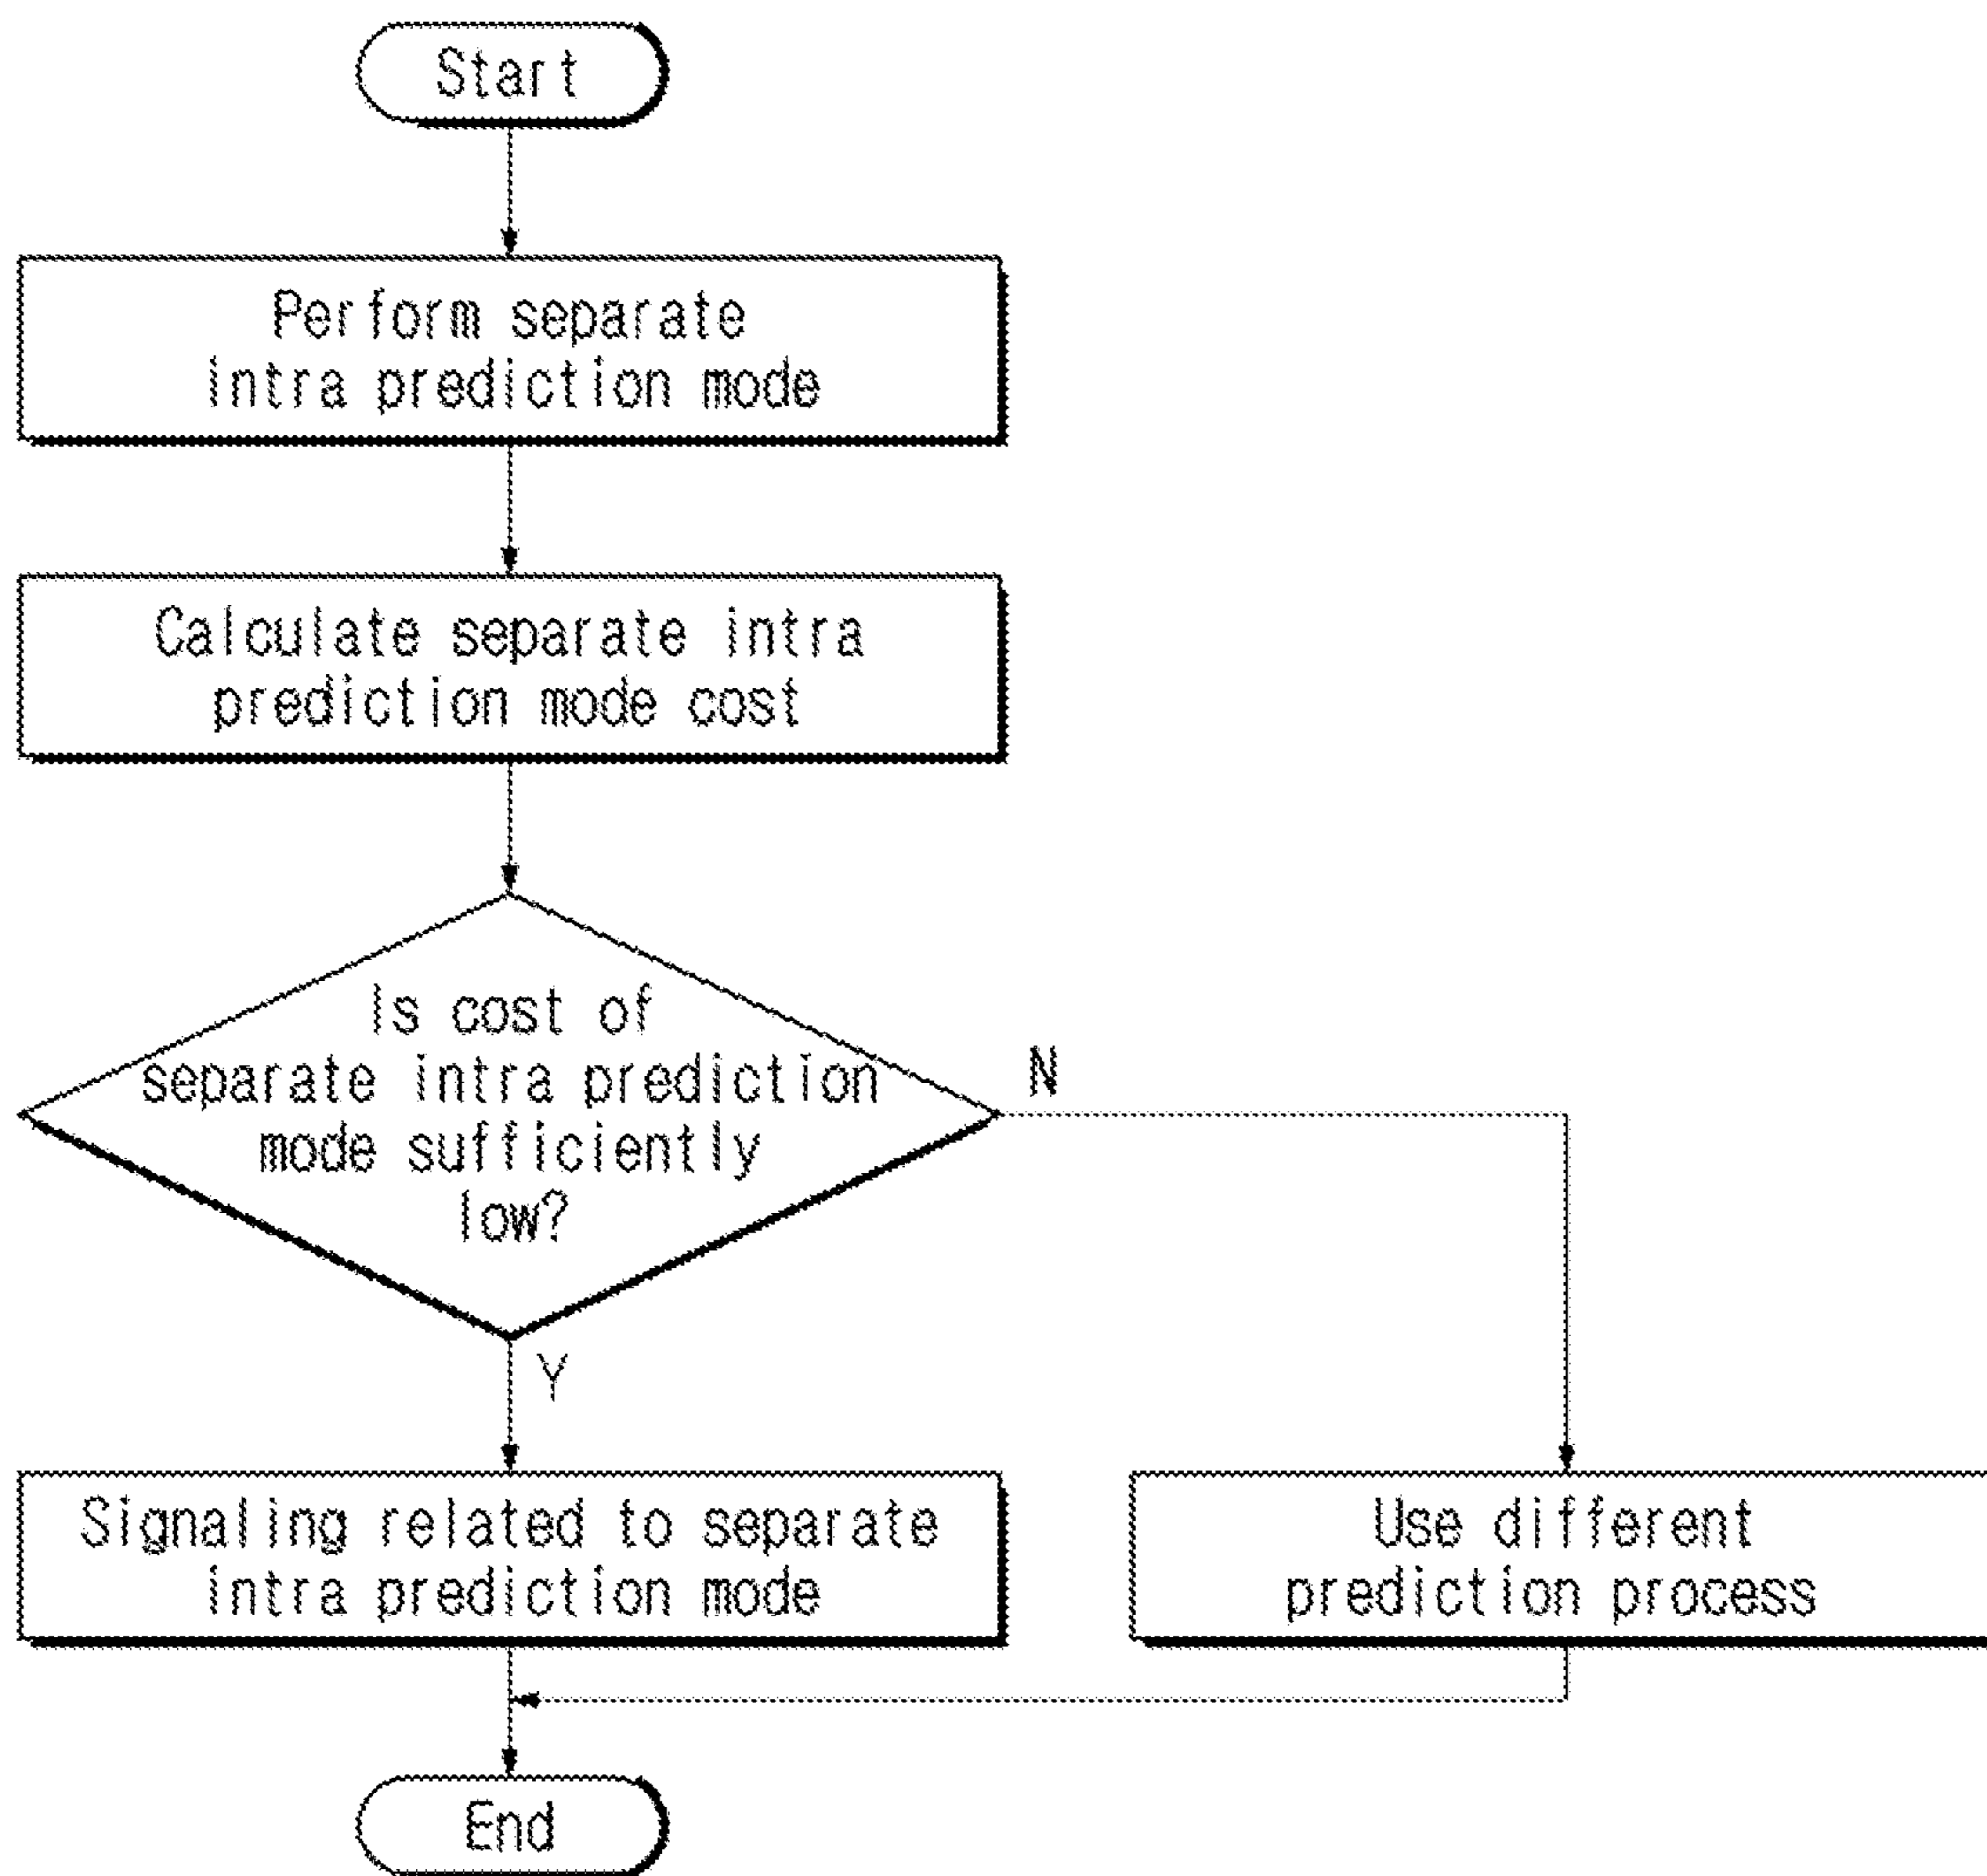 Start
Perform separate
intra prediction mode
Calculate separate intra
prediction mode cost
Is cost of
separate intra prediction
mode sufficiently
low?
N
Y
Signaling related to separate
intra prediction mode
Use different
prediction process
End